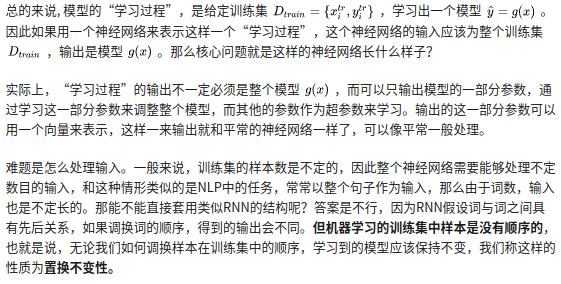 总的来说, 模型的“学习过程”，是给定训练集 D_{train} = {x_i^{tr}, y_i^{tr}} ，学习出一个模型 ŷ = g(x) 。
因此如果用一个神经网络来表示这样一个“学习过程”，这个神经网络的输入应该为整个训练集
D_{train} ，输出是模型 g(x) 。那么核心问题就是这样的神经网络长什么样子？
实际上，“学习过程”的输出不一定必须是整个模型 g(x) ，而可以只输出模型的一部分参数，通
过学习这一部分参数来调整整个模型，而其他的参数作为超参数来学习。输出的这一部分参数可以
用一个向量来表示，这样一来输出就和平常的神经网络一样了，可以像平常一般处理。
难题是怎么处理输入。一般来说，训练集的样本数是不定的，因此整个神经网络需要能够处理不定
数目的输入，和这种情形类似的是NLP中的任务，常常以整个句子作为输入，那么由于词数，输入
也是不定长的。那能不能直接套用类似RNN的结构呢？答案是不行，因为RNN假设词与词之间具
有先后关系，如果调换词的顺序，得到的输出会不同。但机器学习的训练集中样本是没有顺序的，
也就是说，无论我们如何调换样本在训练集中的顺序，学习到的模型应该保持不变，我们称这样的
性质为置换不变性。